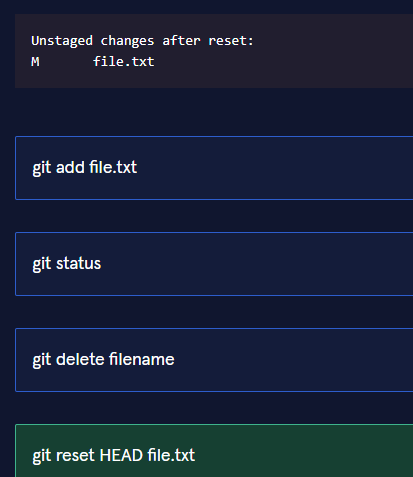 Unstaged changes after reset:
M       file.txt
git add file.txt
git status
git delete filename
git reset HEAD file.txt